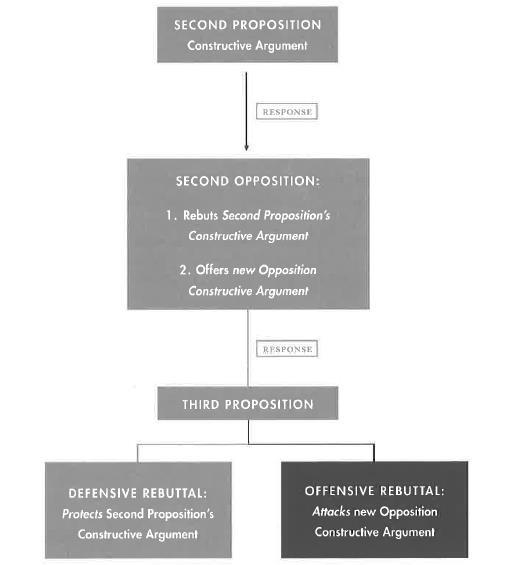 SECOND PROPOSITION
Constructive Argument
RESPONSE
SECOND OPPOSITION:
1. Rebuts Second Proposition's
Constructive Argument
2. Offers new Opposition
Constructive Argument
RESPONSE
THIRD PROPOSITION
DEFENSIVE REBUTTAL:
Protects Second Proposition's
Constructive Argument
OFFENSIVE REBUTTAL:
Attacks new Opposition
Constructive Argument